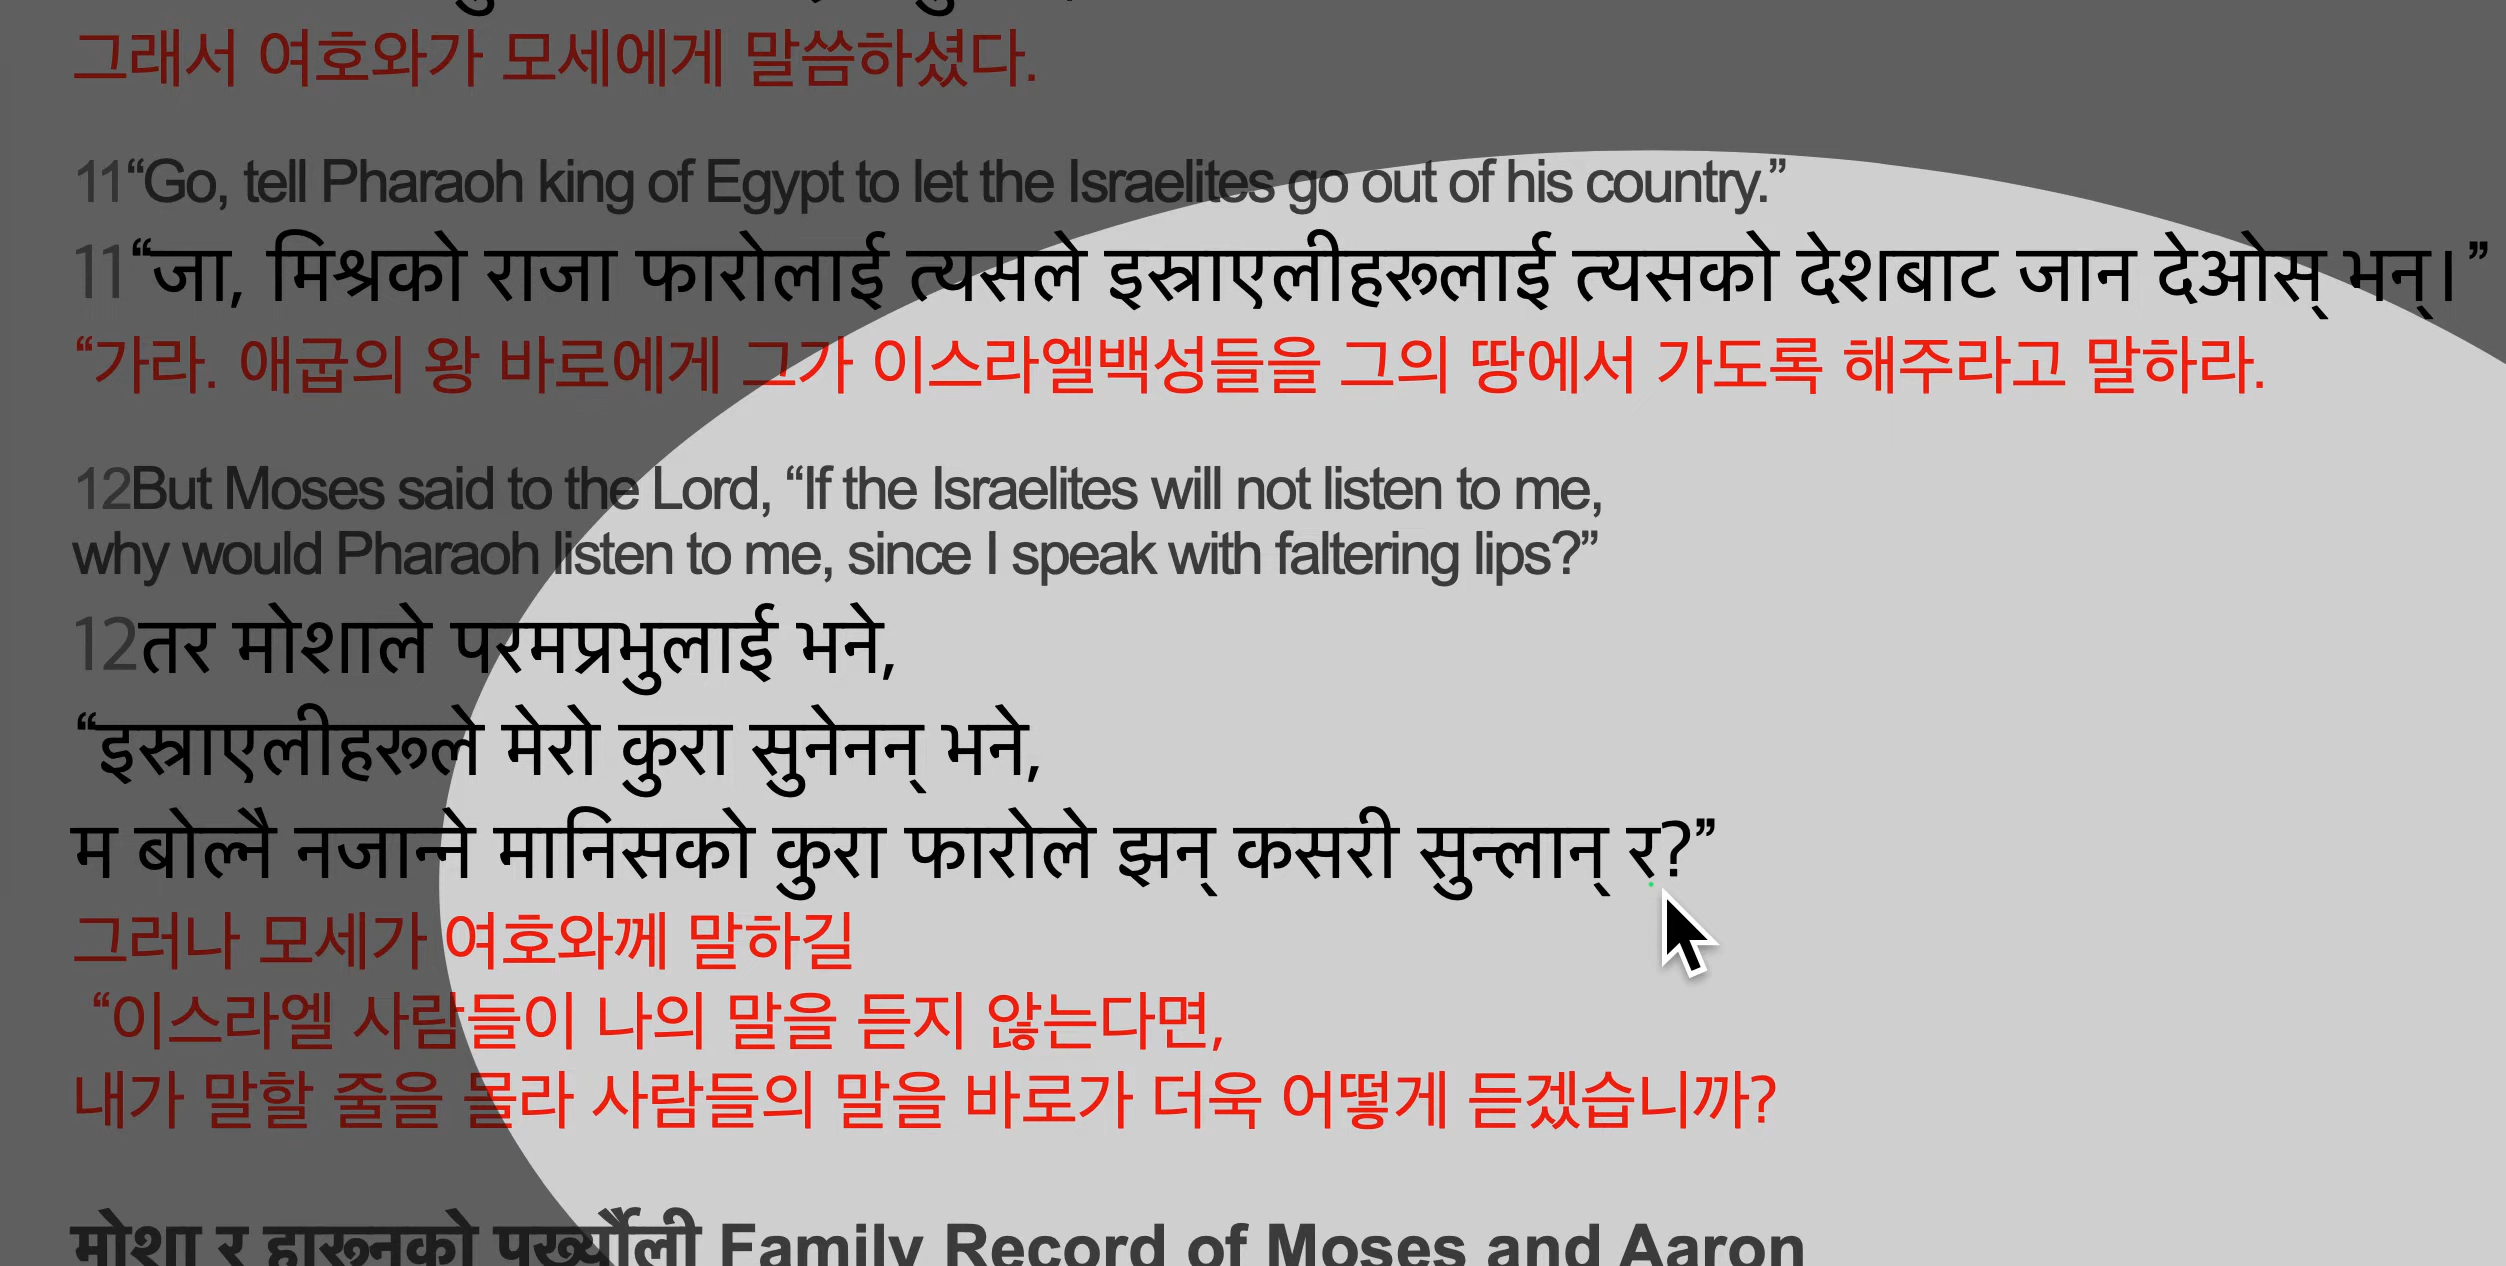 그래서 여호와가 모세에게 말씀하셨다.
11“Go, tell Pharaoh king of Egypt to let the Israelites go out of his country.”
11“जा, मिश्रको राजा फारोलाई त्यसले इस्राएलीहरुलाई त्यसको देशबाट जान देओस् भन्।”
“가라. 애굽의 왕 바로에게 그가 이스라엘백성들을 그의 땅에서 가도록 해주라고 말하라.
12But Moses said to the Lord, “If the Israelites will not listen to me,
why would Pharaoh listen to me, since I speak with faltering lips?”
12तर मोशाले परमप्रभुलाई भने,
“इस्राएलीहरूले मेरो कुरा सुनेनन् भने,
म बोल्नै नजान्ने मानिसको कुरा फारोले झन् कसरी सुन्लान् र?”
그러나 모세가 여호와께 말하길
“이스라엘 사람들이 나의 말을 듣지 않는다면,
내가 말할 줄을 몰라 사람들의 말을 바로가 더욱 어떻게 듣겠습니까?
मोशा र हारूनको Family Record of Moses and Aaron